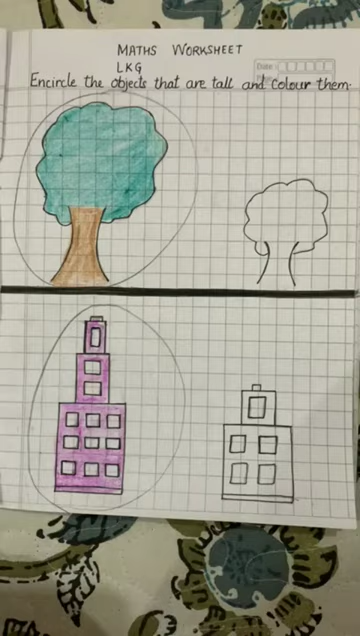 MATHS WORKSHEET
LKG
Date
Encircle the objects that are tall and colour them.